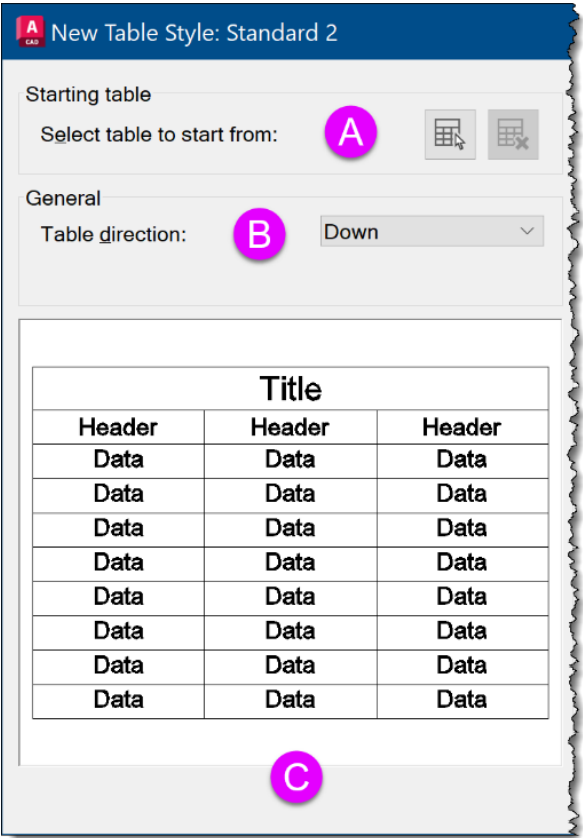 A CAD New Table Style: Standard 2
Starting table
Select table to start from: A
General
Table direction: B Down
Title
Header Header Header
Data Data Data
Data Data Data
Data Data Data
Data Data Data
Data Data Data
Data Data Data
Data Data Data
Data Data Data
C